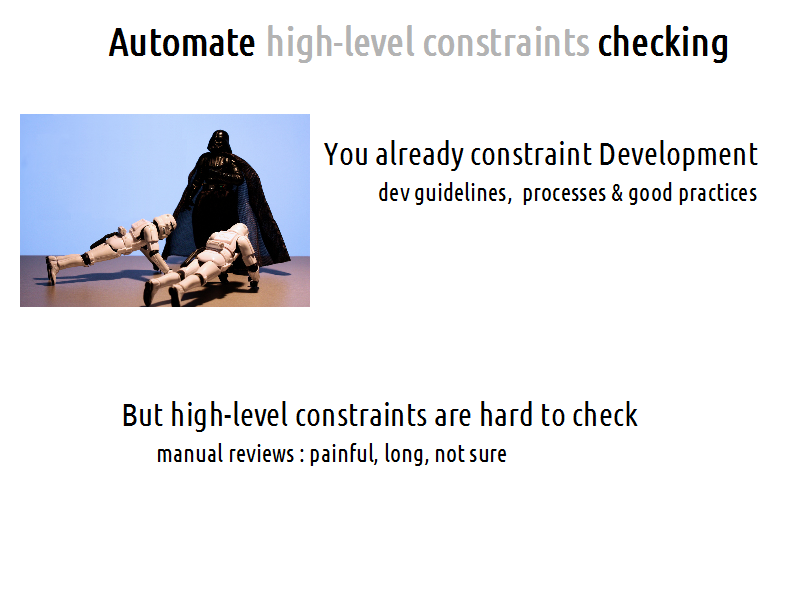 Automate high-level constraints checking
You already constraint Development
dev guidelines, processes & good practices
But high-level constraints are hard to check
manual reviews : painful, long, not sure